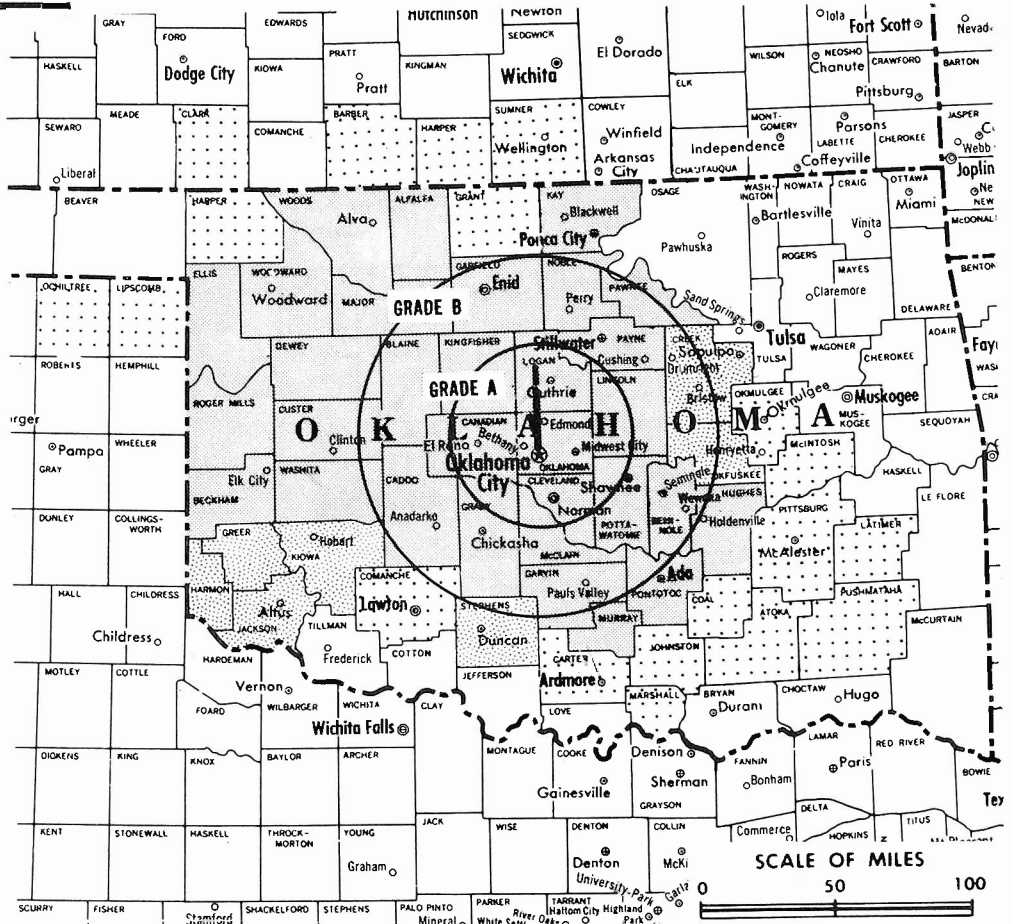 Hutchinson
Newton
EDWARDS
GRAY
FORD
SEDGWICK
Iola
Fort Scott
PRATT
El Dorado
WILSON
NEOSHO
Chanute
CRAWFORD
BARTON
HASKELL
Dodge City
KIOWA
Pratt
KINGMAN
Wichita
ELK
Pittsburg
MEADE
CLARK
BARBER
SUMNER
COWLEY
MONT-
GOMERY
Parsons
JASPER
SEWARD
COMANCHE
HARPER
Wellington
Winfield
Independence
LABETTE
CHEROKEE
Webb
Arkansas
City
CHAUTAUQUA
Coffeyville
Joplin
Liberal
BEAVER
HARPER
WOODS
ALFALFA
GRANT
KAY
OSAGE
WASH-
INGTON
NOWATA
CRAIG
OTTAWA
Alva
Blackwell
Bartlesville
Miami
Ponca City
Pawhuska
Vinita
ELLIS
WOODWARD
GARFIELD
NOBLE
ROGERS
MAYES
BENTON
OCHILTREE
LIPSCOMB
Woodward
MAJOR
Enid
PAWNEE
Claremore
GRADE B
Perry
Sand Springs
DELAWARE
Tulsa
ADAIR
DEWEY
BLAINE
KINGFISHER
Stillwater
PAYNE
CREEK
WAGONER
ROBERTS
HEMPHILL
LOGAN
Cushing
Sapulpa
TULSA
CHEROKEE
Drumright
GRADE A
Guthrie
LINCOLN
Bristow
OKMULGEE
Okmulgee
Muskogee
ROGER MILLS
CUSTER
CANADIAN
Edmond
MUS-
KOGEE
SEQUOYAH
O K L A H O M A
Clinton
El Reno
Bethany
Midwest City
Henryetta
McINTOSH
Pampa
GRAY
WHEELER
WASHITA
Oklahoma
City
OKLAHOMA
OKFUSKEE
HASKELL
Elk City
CADDO
CLEVELAND
Shawnee
Seminole
Wewoka
HUGHES
LE FLORE
BECKHAM
GRADY
Norman
PITTSBURG
DONLEY
COLLINGS-
WORTH
GREER
Anadarko
POTTA-
WATOMIE
SEMI-
NOLE
Holdenville
LATIMER
Hobart
Chickasha
McCLAIN
McAlester
KIOWA
COMANCHE
GARVIN
Ada
HALL
CHILDRESS
HARMON
Altus
Lawton
Pauls Valley
PONTOTOC
COAL
PUSHMATAHA
JACKSON
TILLMAN
STEPHENS
MURRAY
ATOKA
McCURTAIN
Childress
Duncan
JOHNSTON
HARDEMAN
Frederick
COTTON
CARTER
MOTLEY
COTTLE
JEFFERSON
Ardmore
MARSHALL
BRYAN
CHOCTAW
Hugo
Vernon
WICHITA
CLAY
LOVE
Durant
FOARD
WILBARGER
Wichita Falls
LAMAR
RED RIVER
DICKENS
KING
KNOX
BAYLOR
ARCHER
MONTAGUE
COOKE
Denison
FANNIN
Paris
BOWIE
Sherman
Bonham
Gainesville
GRAYSON
DELTA
KENT
STONEWALL
HASKELL
THROCK-
MORTON
YOUNG
JACK
WISE
DENTON
COLLIN
Commerce
HOPKINS
TITUS
Graham
Denton
SCALE OF MILES
University Park
0 50 100
SCURRY
FISHER
Stamford
SHACKELFORD
STEPHENS
PALO PINTO
PARKER
TARRANT
Haltom City
Highland
Park
Mineral
River Oaks